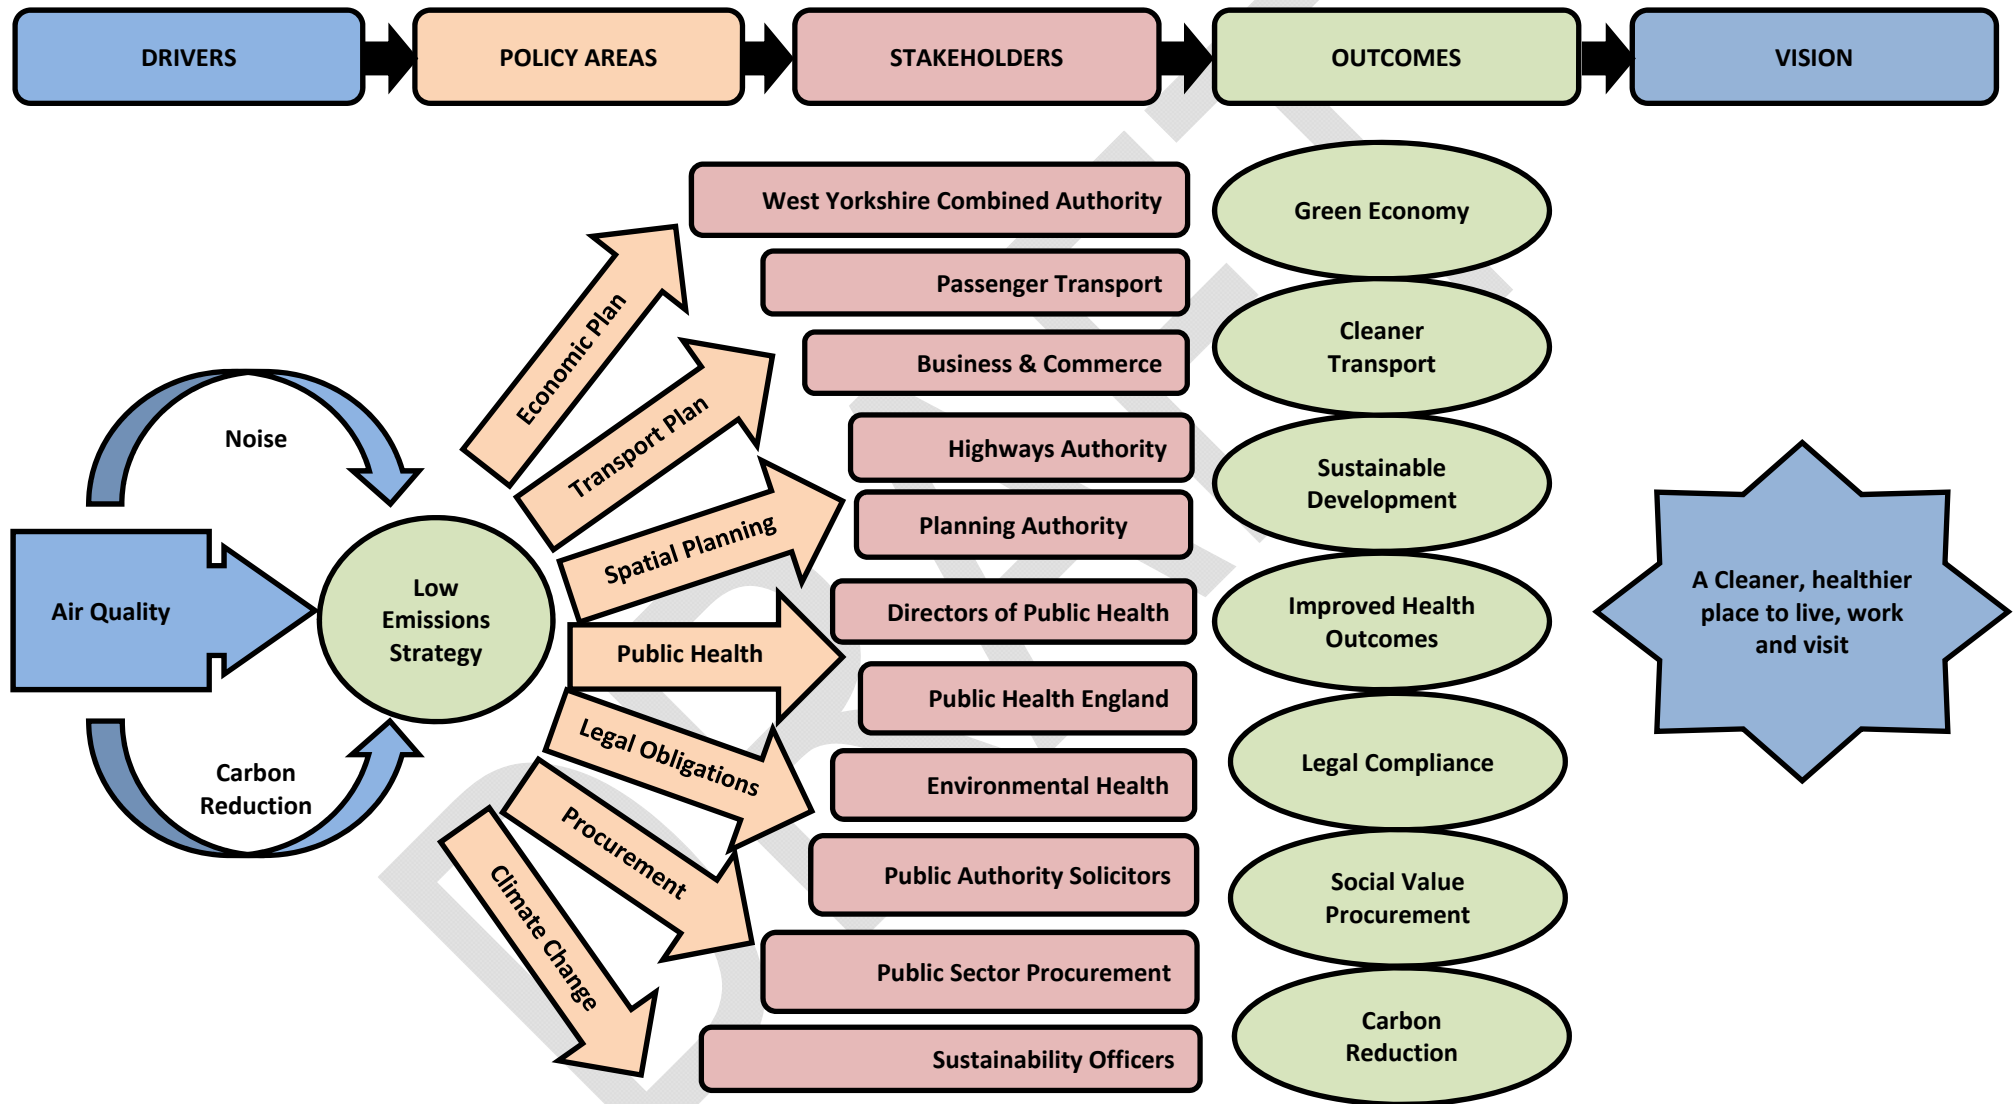 DRIVERS
POLICY AREAS
STAKEHOLDERS
OUTCOMES
VISION
Noise
Air Quality
Carbon
Reduction
Low
Emissions
Strategy
Economic Plan
Transport Plan
Spatial Planning
Public Health
Legal Obligations
Procurement
Climate Change
West Yorkshire Combined Authority
Passenger Transport
Business & Commerce
Highways Authority
Planning Authority
Directors of Public Health
Public Health England
Environmental Health
Public Authority Solicitors
Public Sector Procurement
Sustainability Officers
Green Economy
Cleaner
Transport
Sustainable
Development
Improved Health
Outcomes
Legal Compliance
Social Value
Procurement
Carbon
Reduction
A Cleaner, healthier
place to live, work
and visit
DRAFT